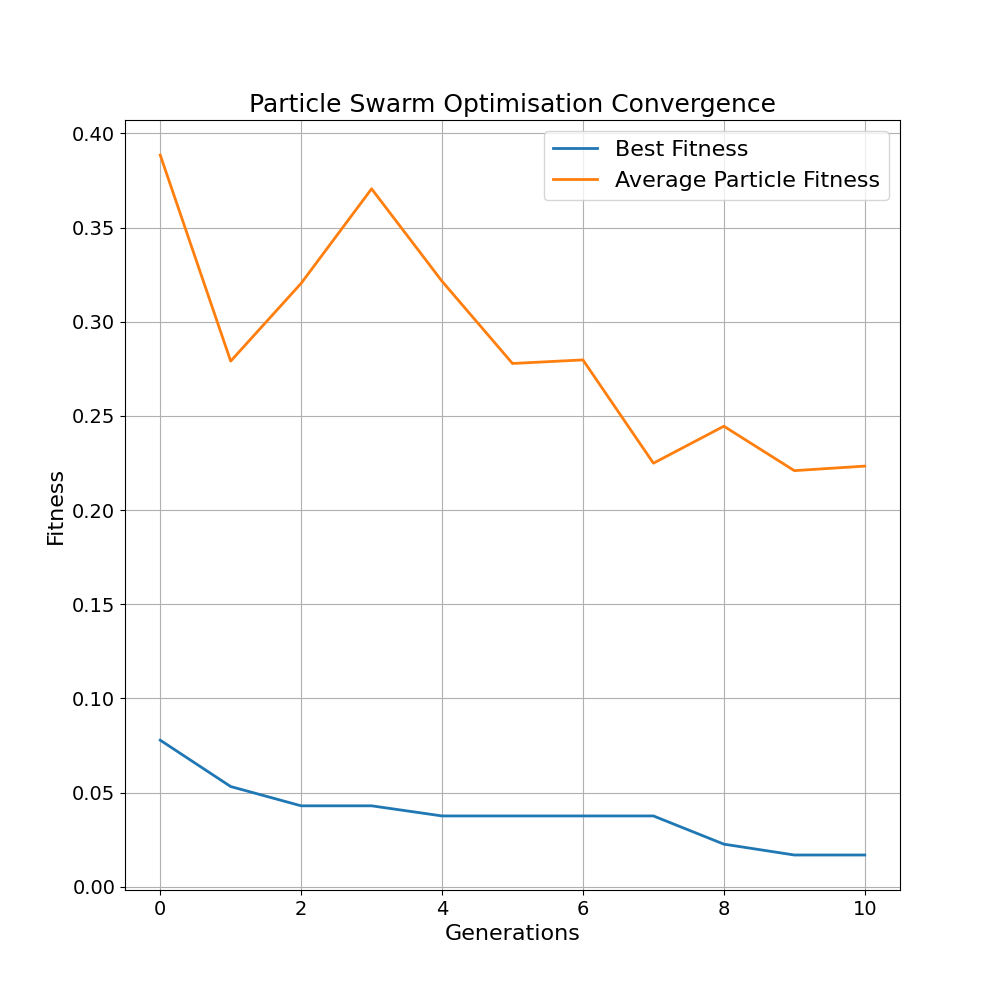 Particle Swarm Optimisation Convergence
Best Fitness
Average Particle Fitness
0.40
0.35
0.30
0.25
0.20
0.15
0.10
0.05
0.00
Fitness
0 2 4 6 8 10
Generations